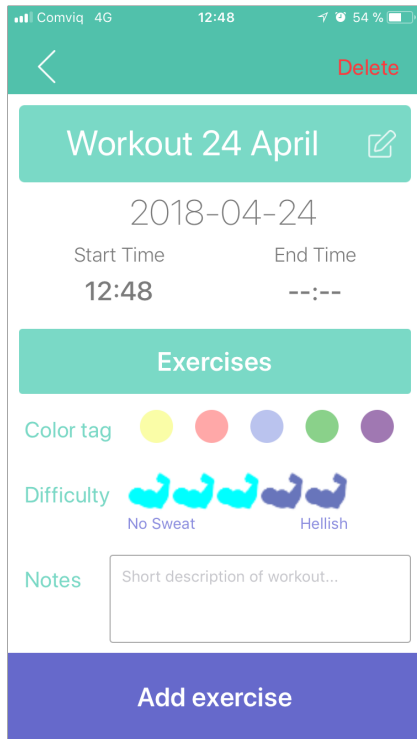 Comviq 4G 12:48 54 %
Delete
Workout 24 April
2018-04-24
Start Time End Time
12:48 --:--
Exercises
Color tag
Difficulty
No Sweat Hellish
Notes Short description of workout...
Add exercise